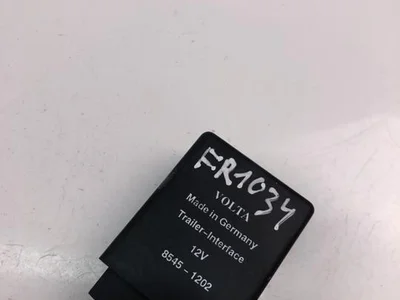 FR1034
VOLTA
Made in Germany
Trailer-Interface
12V
8545-1202